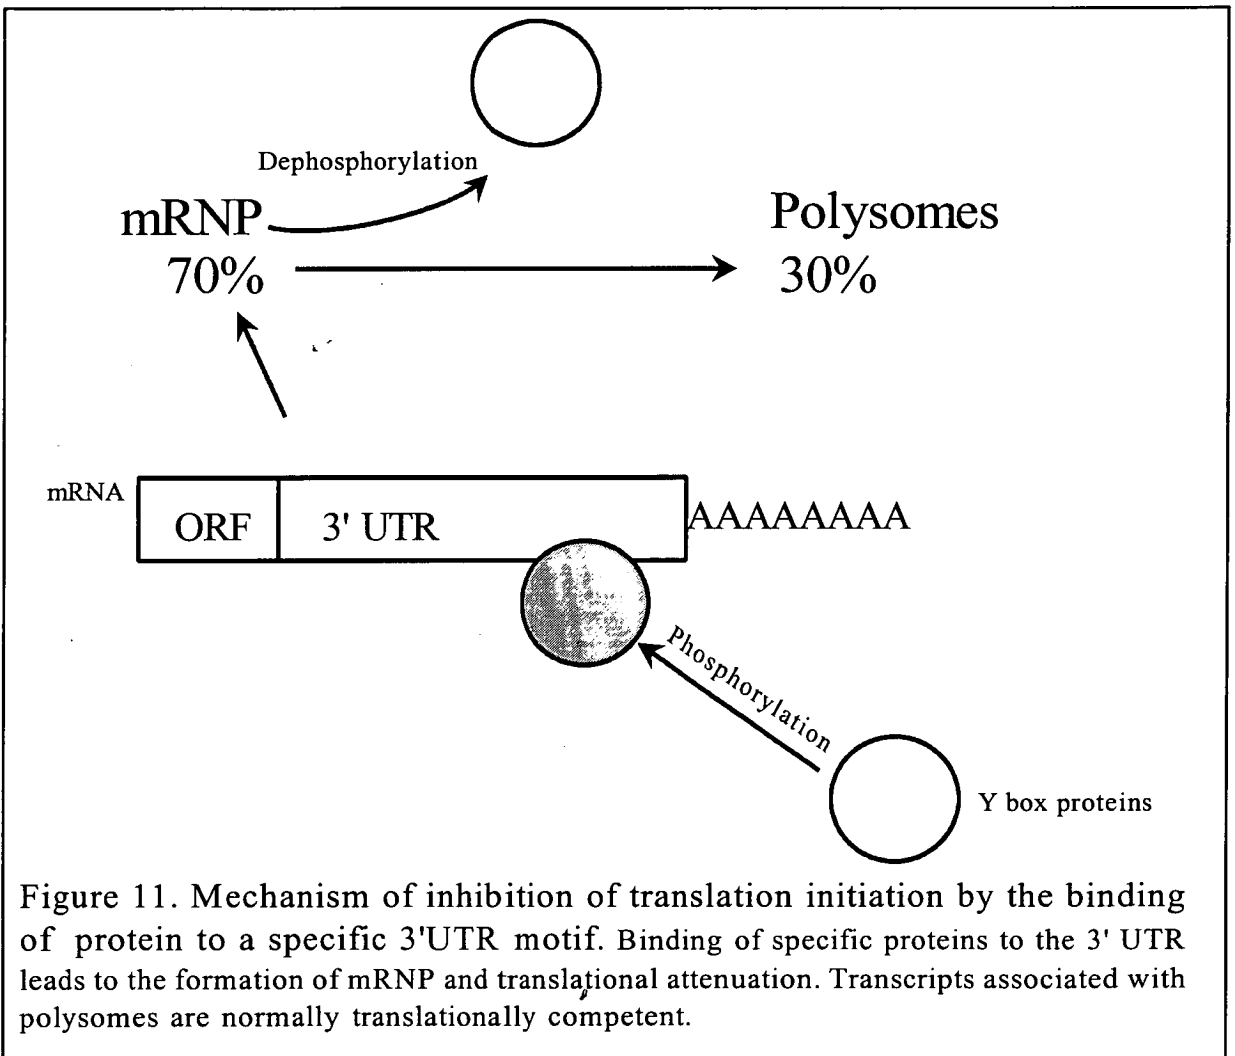 Dephosphorylation
mRNP
Polysomes
70%
30%
mRNA
ORF
3' UTR
AAAAAAAA
Phosphorylation
Y box proteins
Figure 11. Mechanism of inhibition of translation initiation by the binding
of protein to a specific 3'UTR motif. Binding of specific proteins to the 3' UTR
leads to the formation of mRNP and translational attenuation. Transcripts associated with
polysomes are normally translationally competent.